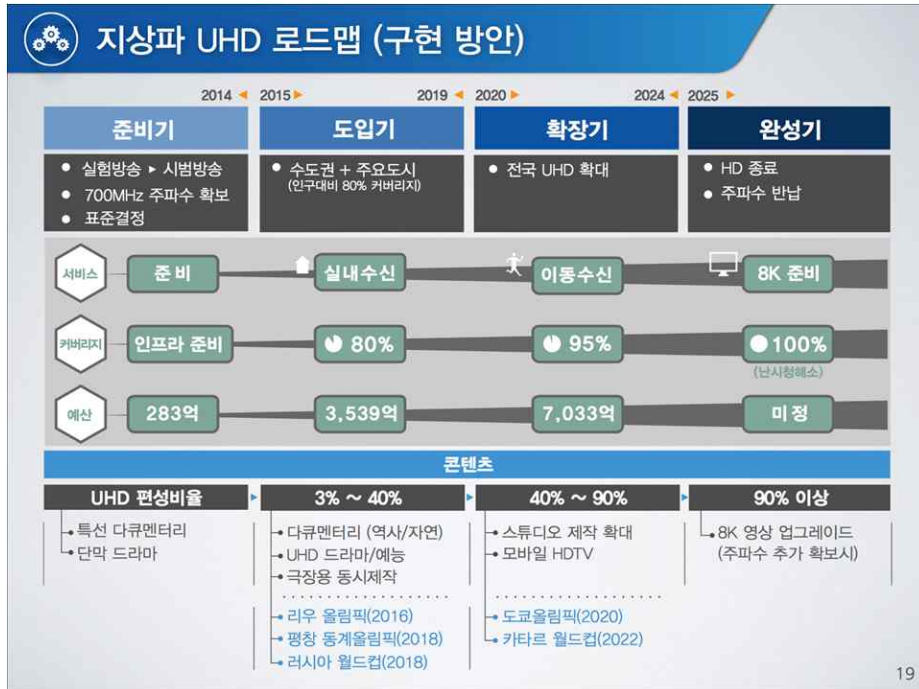 지상파 UHD 로드맵 (구현 방안)
2014 ◀ 2015 ▶ 2019 ◀ 2020 ▶ 2024 ◀ 2025 ▶
준비기
• 실험방송 ▶ 시범방송
• 700MHz 주파수 확보
• 표준결정
도입기
• 수도권 + 주요도시
(인구대비 80% 커버리지)
확장기
• 전국 UHD 확대
완성기
• HD 종료
• 주파수 반납
서비스 준비 실내수신 이동수신 8K 준비
커버리지 인프라 준비 80% 95% 100%
(난시청해소)
예산 283억 3,539억 7,033억 미정
콘텐츠
UHD 편성비율
특선 다큐멘터리
단막 드라마
3% ~ 40%
다큐멘터리 (역사/자연)
UHD 드라마/예능
극장용 동시제작
리우 올림픽(2016)
평창 동계올림픽(2018)
러시아 월드컵(2018)
40% ~ 90%
스튜디오 제작 확대
모바일 HDTV
도쿄올림픽(2020)
카타르 월드컵(2022)
90% 이상
8K 영상 업그레이드
(주파수 추가 확보시)
19